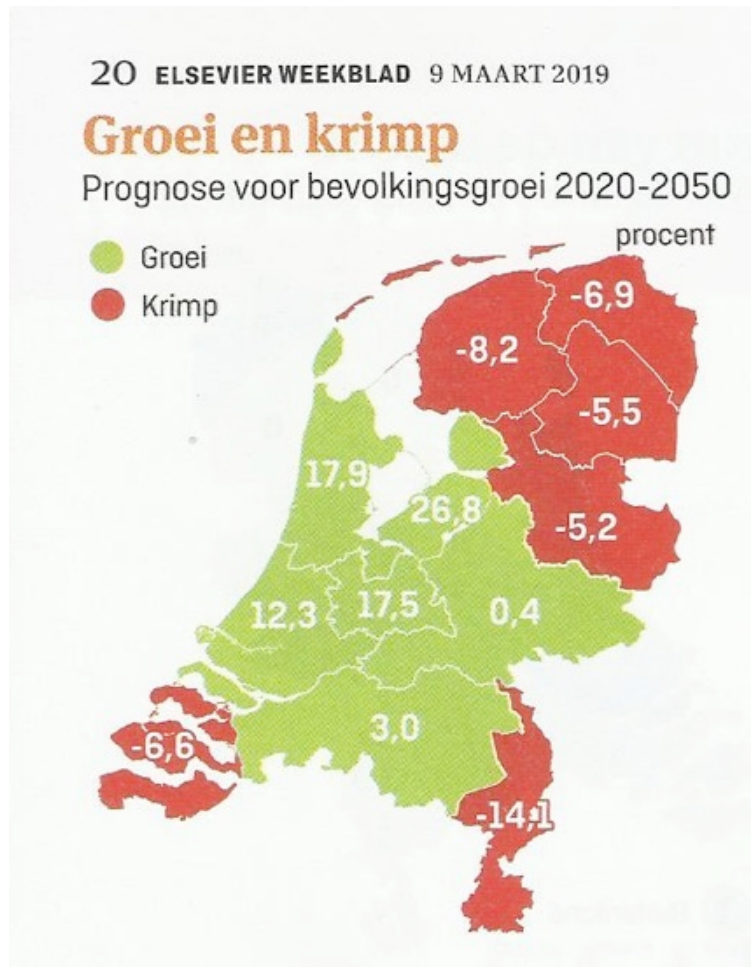 20 ELSEVIER WEEKBLAD 9 MAART 2019
Groei en krimp
Prognose voor bevolkingsgroei 2020-2050
procent
Groei
Krimp
-6,9
-8,2
-5,5
17,9
26,8
-5,2
12,3
17,5
0,4
3,0
-6,6
-14,1